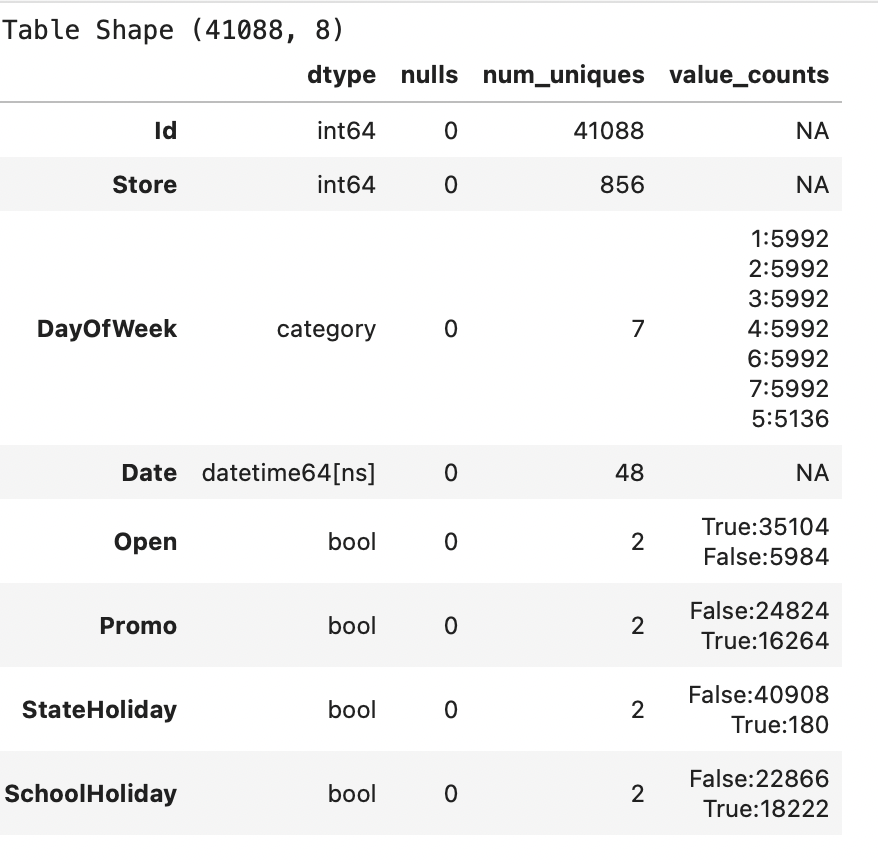 Table Shape (41088, 8)
dtype nulls num_uniques value_counts
Id int64 0 41088 NA
Store int64 0 856 NA
1:5992
2:5992
3:5992
DayOfWeek category 0 7 4:5992
6:5992
7:5992
5:5136
Date datetime64[ns] 0 48 NA
True:35104
Open bool 0 2
False:5984
False:24824
Promo bool 0 2
True:16264
False:40908
StateHoliday bool 0 2
True:180
False:22866
SchoolHoliday bool 0 2
True:18222